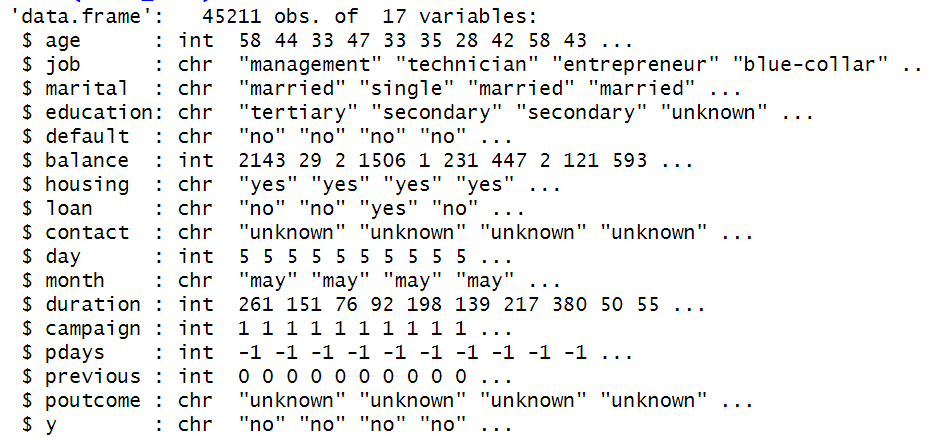 'data.frame':   45211 obs. of  17 variables:
 $ age      : int  58 44 33 47 33 35 28 42 58 43 ...
 $ job      : chr  "management" "technician" "entrepreneur" "blue-collar" ..
 $ marital  : chr  "married" "single" "married" "married" ...
 $ education: chr  "tertiary" "secondary" "secondary" "unknown" ...
 $ default  : chr  "no" "no" "no" "no" ...
 $ balance  : int  2143 29 2 1506 1 231 447 2 121 593 ...
 $ housing  : chr  "yes" "yes" "yes" "yes" ...
 $ loan     : chr  "no" "no" "yes" "no" ...
 $ contact  : chr  "unknown" "unknown" "unknown" "unknown" ...
 $ day      : int  5 5 5 5 5 5 5 5 5 5 ...
 $ month    : chr  "may" "may" "may" "may" ...
 $ duration : int  261 151 76 92 198 139 217 380 50 55 ...
 $ campaign : int  1 1 1 1 1 1 1 1 1 1 ...
 $ pdays    : int  -1 -1 -1 -1 -1 -1 -1 -1 -1 -1 ...
 $ previous : int  0 0 0 0 0 0 0 0 0 0 ...
 $ poutcome : chr  "unknown" "unknown" "unknown" "unknown" ...
 $ y        : chr  "no" "no" "no" "no" ...